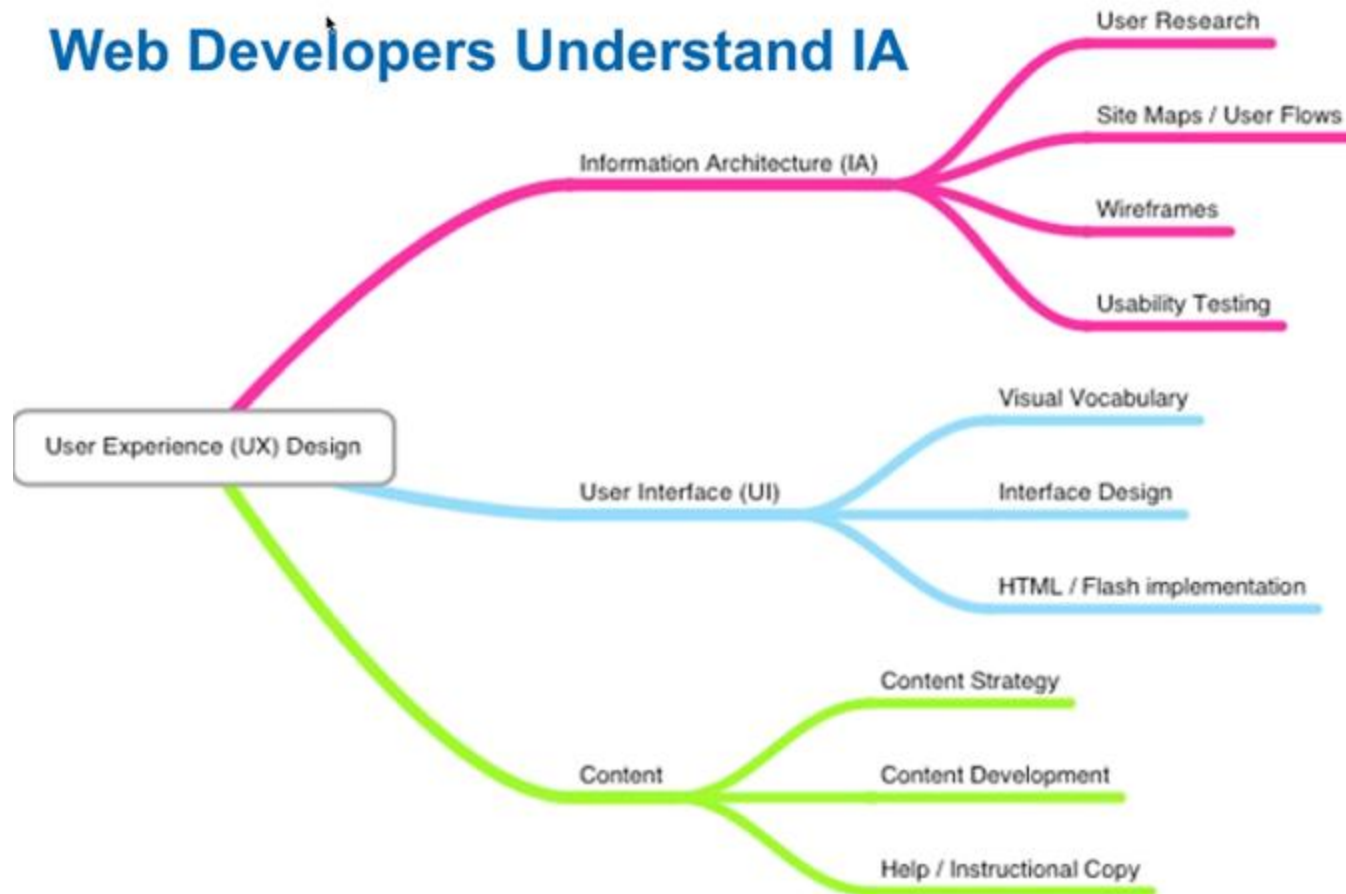 Web Developers Understand IA
User Research
Site Maps / User Flows
Information Architecture (IA)
Wireframes
Usability Testing
Visual Vocabulary
User Experience (UX) Design
User Interface (UI)
Interface Design
HTML / Flash implementation
Content Strategy
Content
Content Development
Help / Instructional Copy